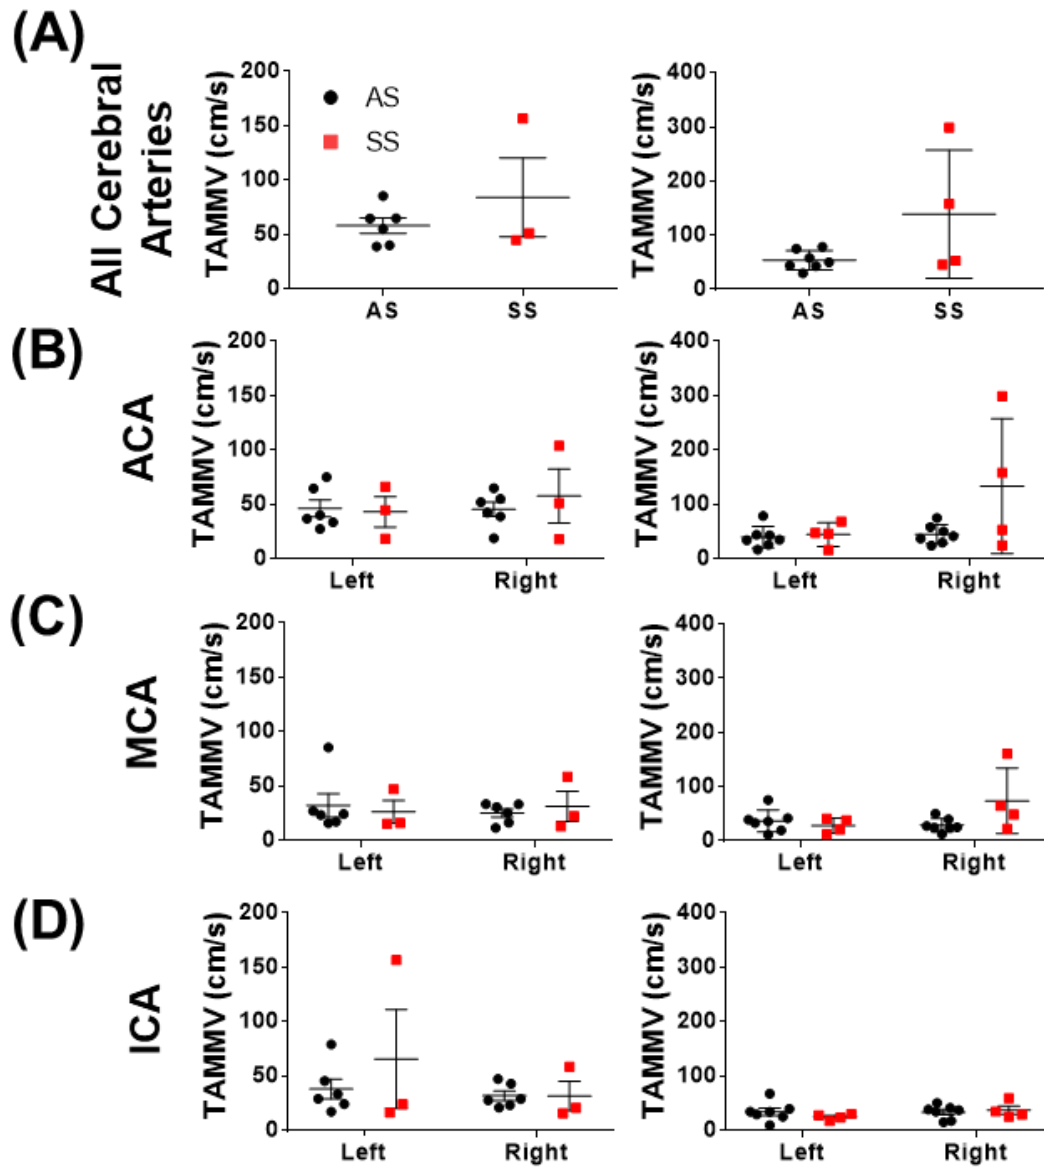 (A)
All Cerebral
Arteries
TAMMV (cm/s)
200
150
100
50
0
AS
SS
AS
SS
TAMMV (cm/s)
400
300
200
100
0
AS
SS
(B)
ACA
TAMMV (cm/s)
200
150
100
50
0
Left
Right
TAMMV (cm/s)
400
300
200
100
0
Left
Right
(C)
MCA
TAMMV (cm/s)
200
150
100
50
0
Left
Right
TAMMV (cm/s)
400
300
200
100
0
Left
Right
(D)
ICA
TAMMV (cm/s)
200
150
100
50
0
Left
Right
TAMMV (cm/s)
400
300
200
100
0
Left
Right